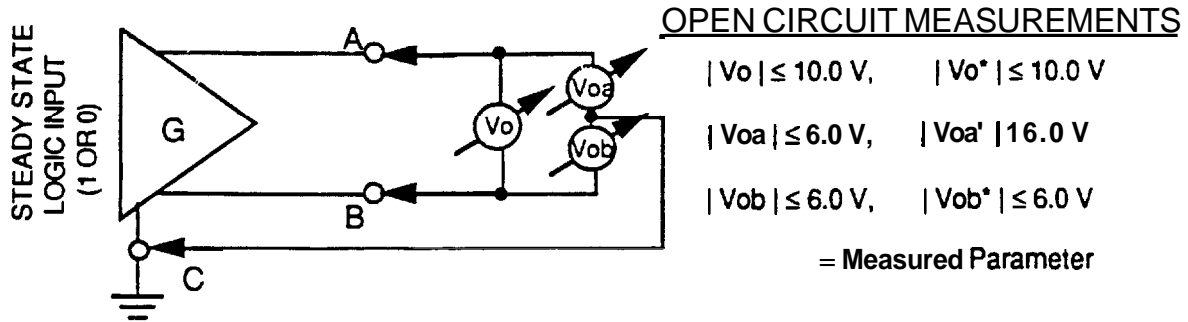 OPEN CIRCUIT MEASUREMENTS
STEADY STATE
LOGIC INPUT
(1 OR 0)
G
A
B
C
Vo
Voa
Vob
| Vo | ≤ 10.0 V, | Vo* | ≤ 10.0 V
| Voa | ≤ 6.0 V, | Voa' | 16.0 V
| Vob | ≤ 6.0 V, | Vob* | ≤ 6.0 V
= Measured Parameter